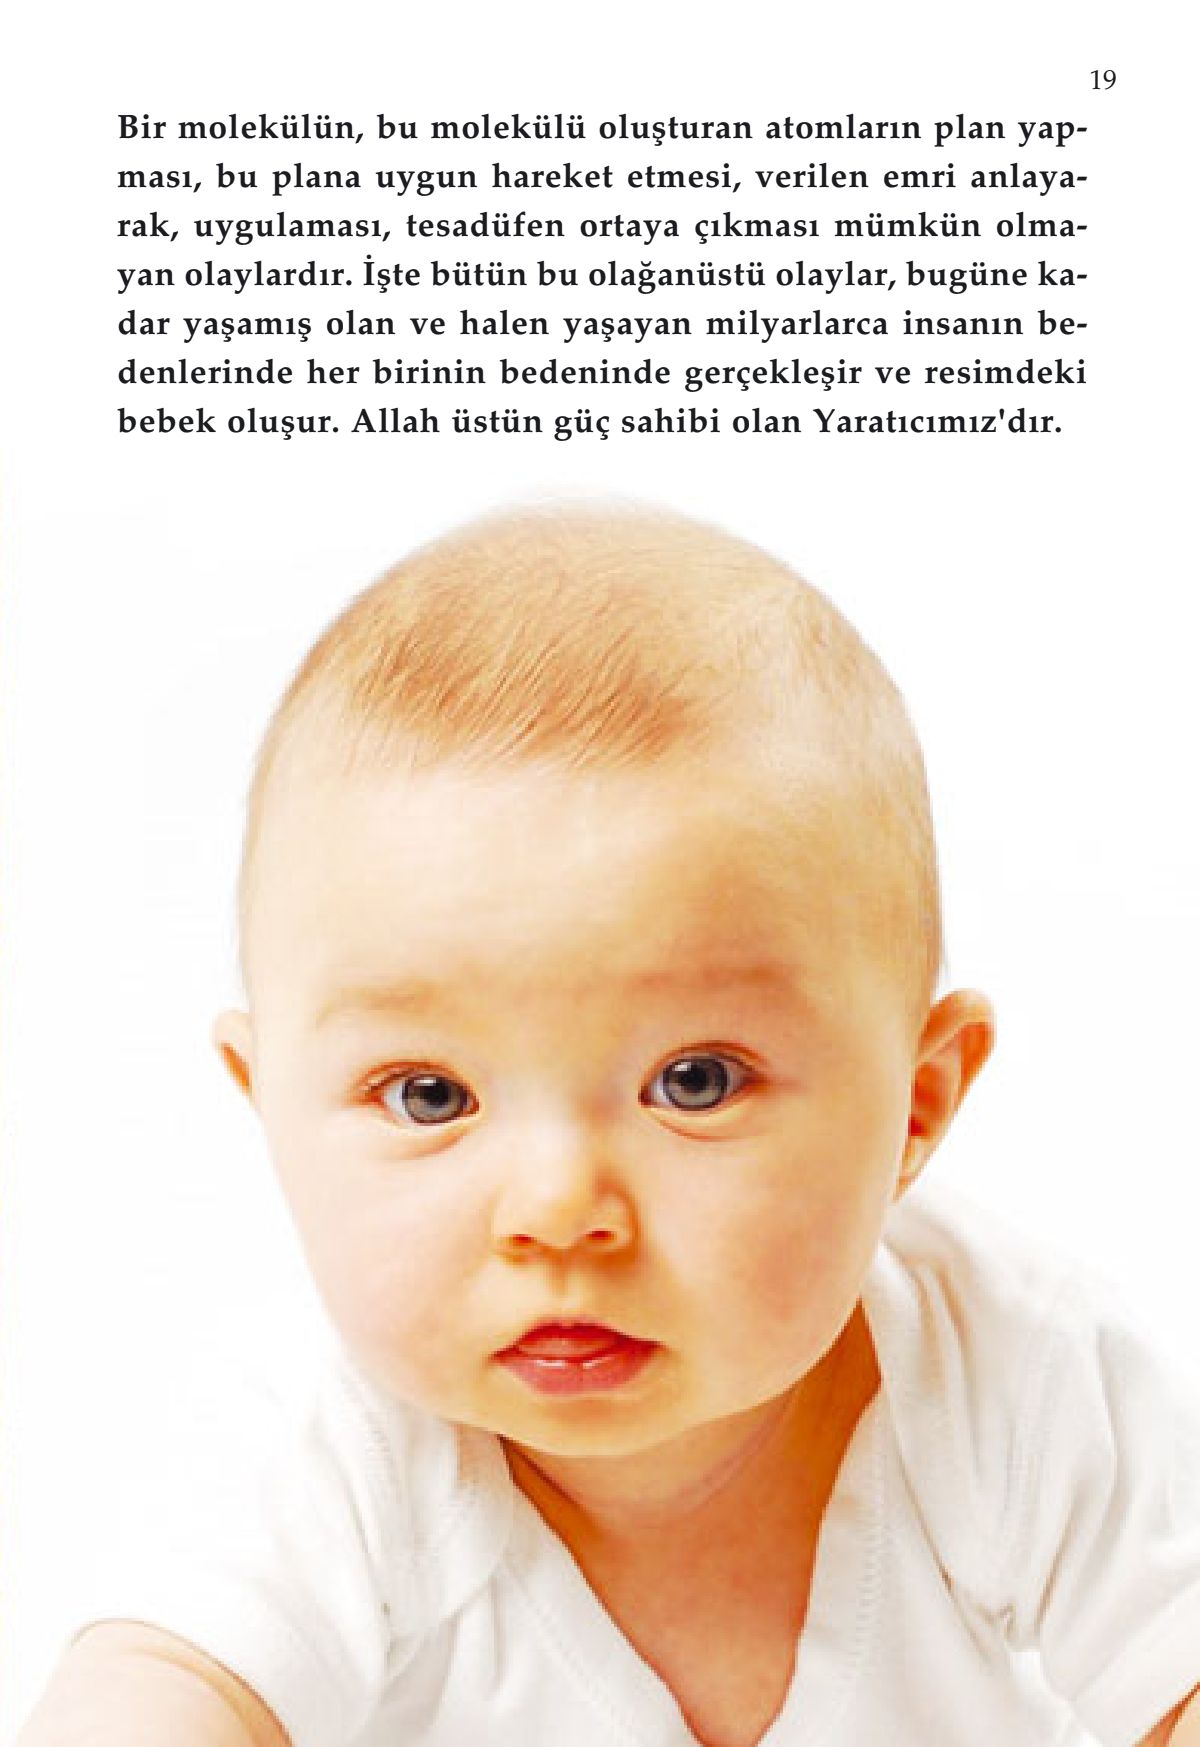 19
Bir molekülün, bu molekülü oluşturan atomların plan yap-
ması, bu plana uygun hareket etmesi, verilen emri anlaya-
rak, uygulaması, tesadüfen ortaya çıkması mümkün olma-
yan olaylardır. İşte bütün bu olağanüstü olaylar, bugüne ka-
dar yaşamış olan ve halen yaşayan milyarlarca insanın be-
denlerinde her birinin bedeninde gerçekleşir ve resimdeki
bebek oluşur. Allah üstün güç sahibi olan Yaratıcımız'dır.